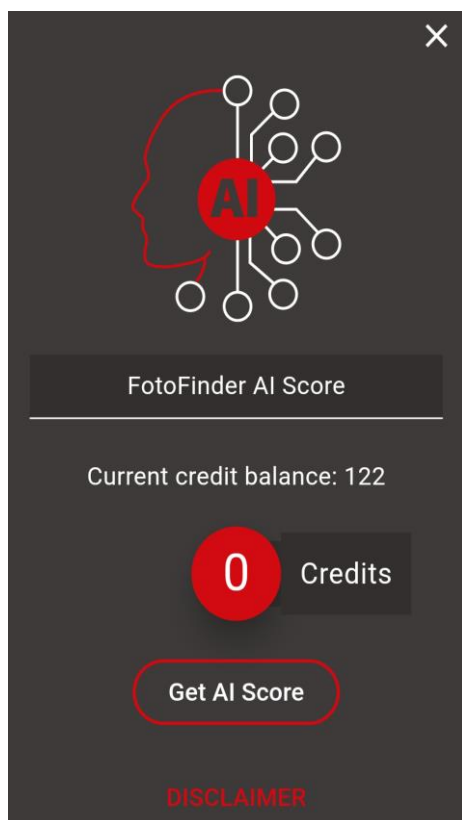 AI
FotoFinder AI Score
Current credit balance: 122
0 Credits
Get AI Score
DISCLAIMER